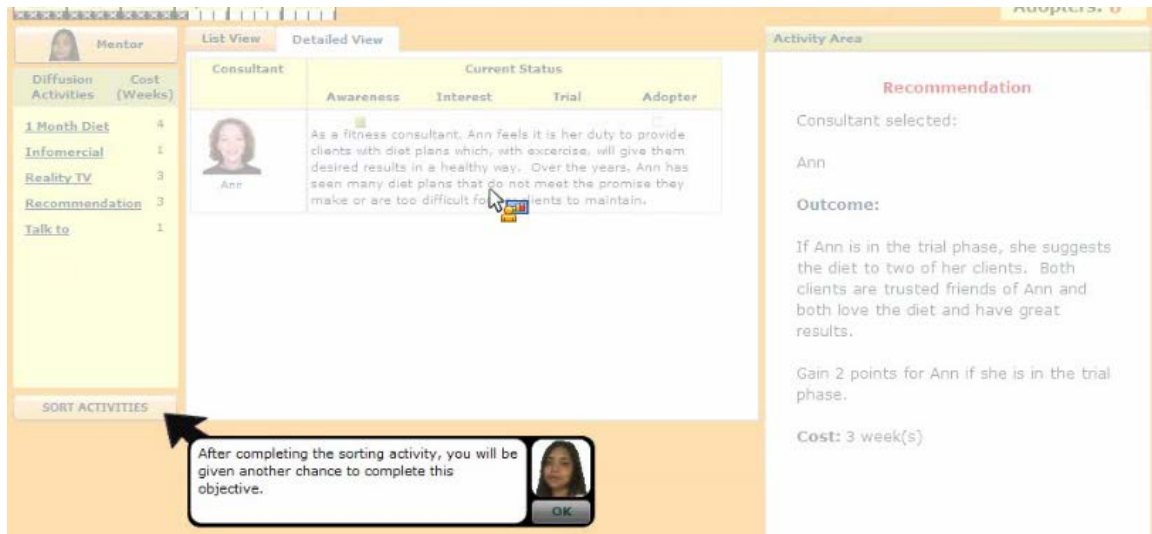 Adopters: 0
Mentor
Diffusion Activities
Cost (Weeks)
1 Month Diet 4
Infomercial 1
Reality TV 3
Recommendation 3
Talk to 1
SORT ACTIVITIES
List View
Detailed View
Consultant
Current Status
Awareness Interest Trial Adopter
As a fitness consultant, Ann feels it is her duty to provide
clients with diet plans which, with excercise, will give them
desired results in a healthy way. Over the years, Ann has
seen many diet plans that do not meet the promise they
make or are too difficult for clients to maintain.
Ann
After completing the sorting activity, you will be
given another chance to complete this
objective.
OK
Activity Area
Recommendation
Consultant selected:
Ann
Outcome:
If Ann is in the trial phase, she suggests
the diet to two of her clients. Both
clients are trusted friends of Ann and
both love the diet and have great
results.
Gain 2 points for Ann if she is in the trial
phase.
Cost: 3 week(s)